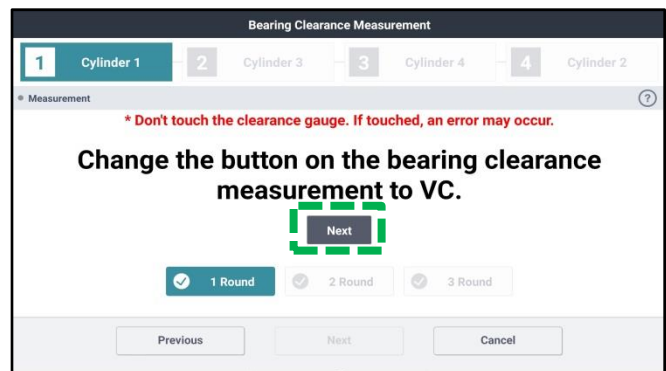 Bearing Clearance Measurement
1 Cylinder 1 2 Cylinder 3 3 Cylinder 4 4 Cylinder 2
Measurement ?
* Don't touch the clearance gauge. If touched, an error may occur.
Change the button on the bearing clearance
measurement to VC.
Next
1 Round 2 Round 3 Round
Previous Next Cancel